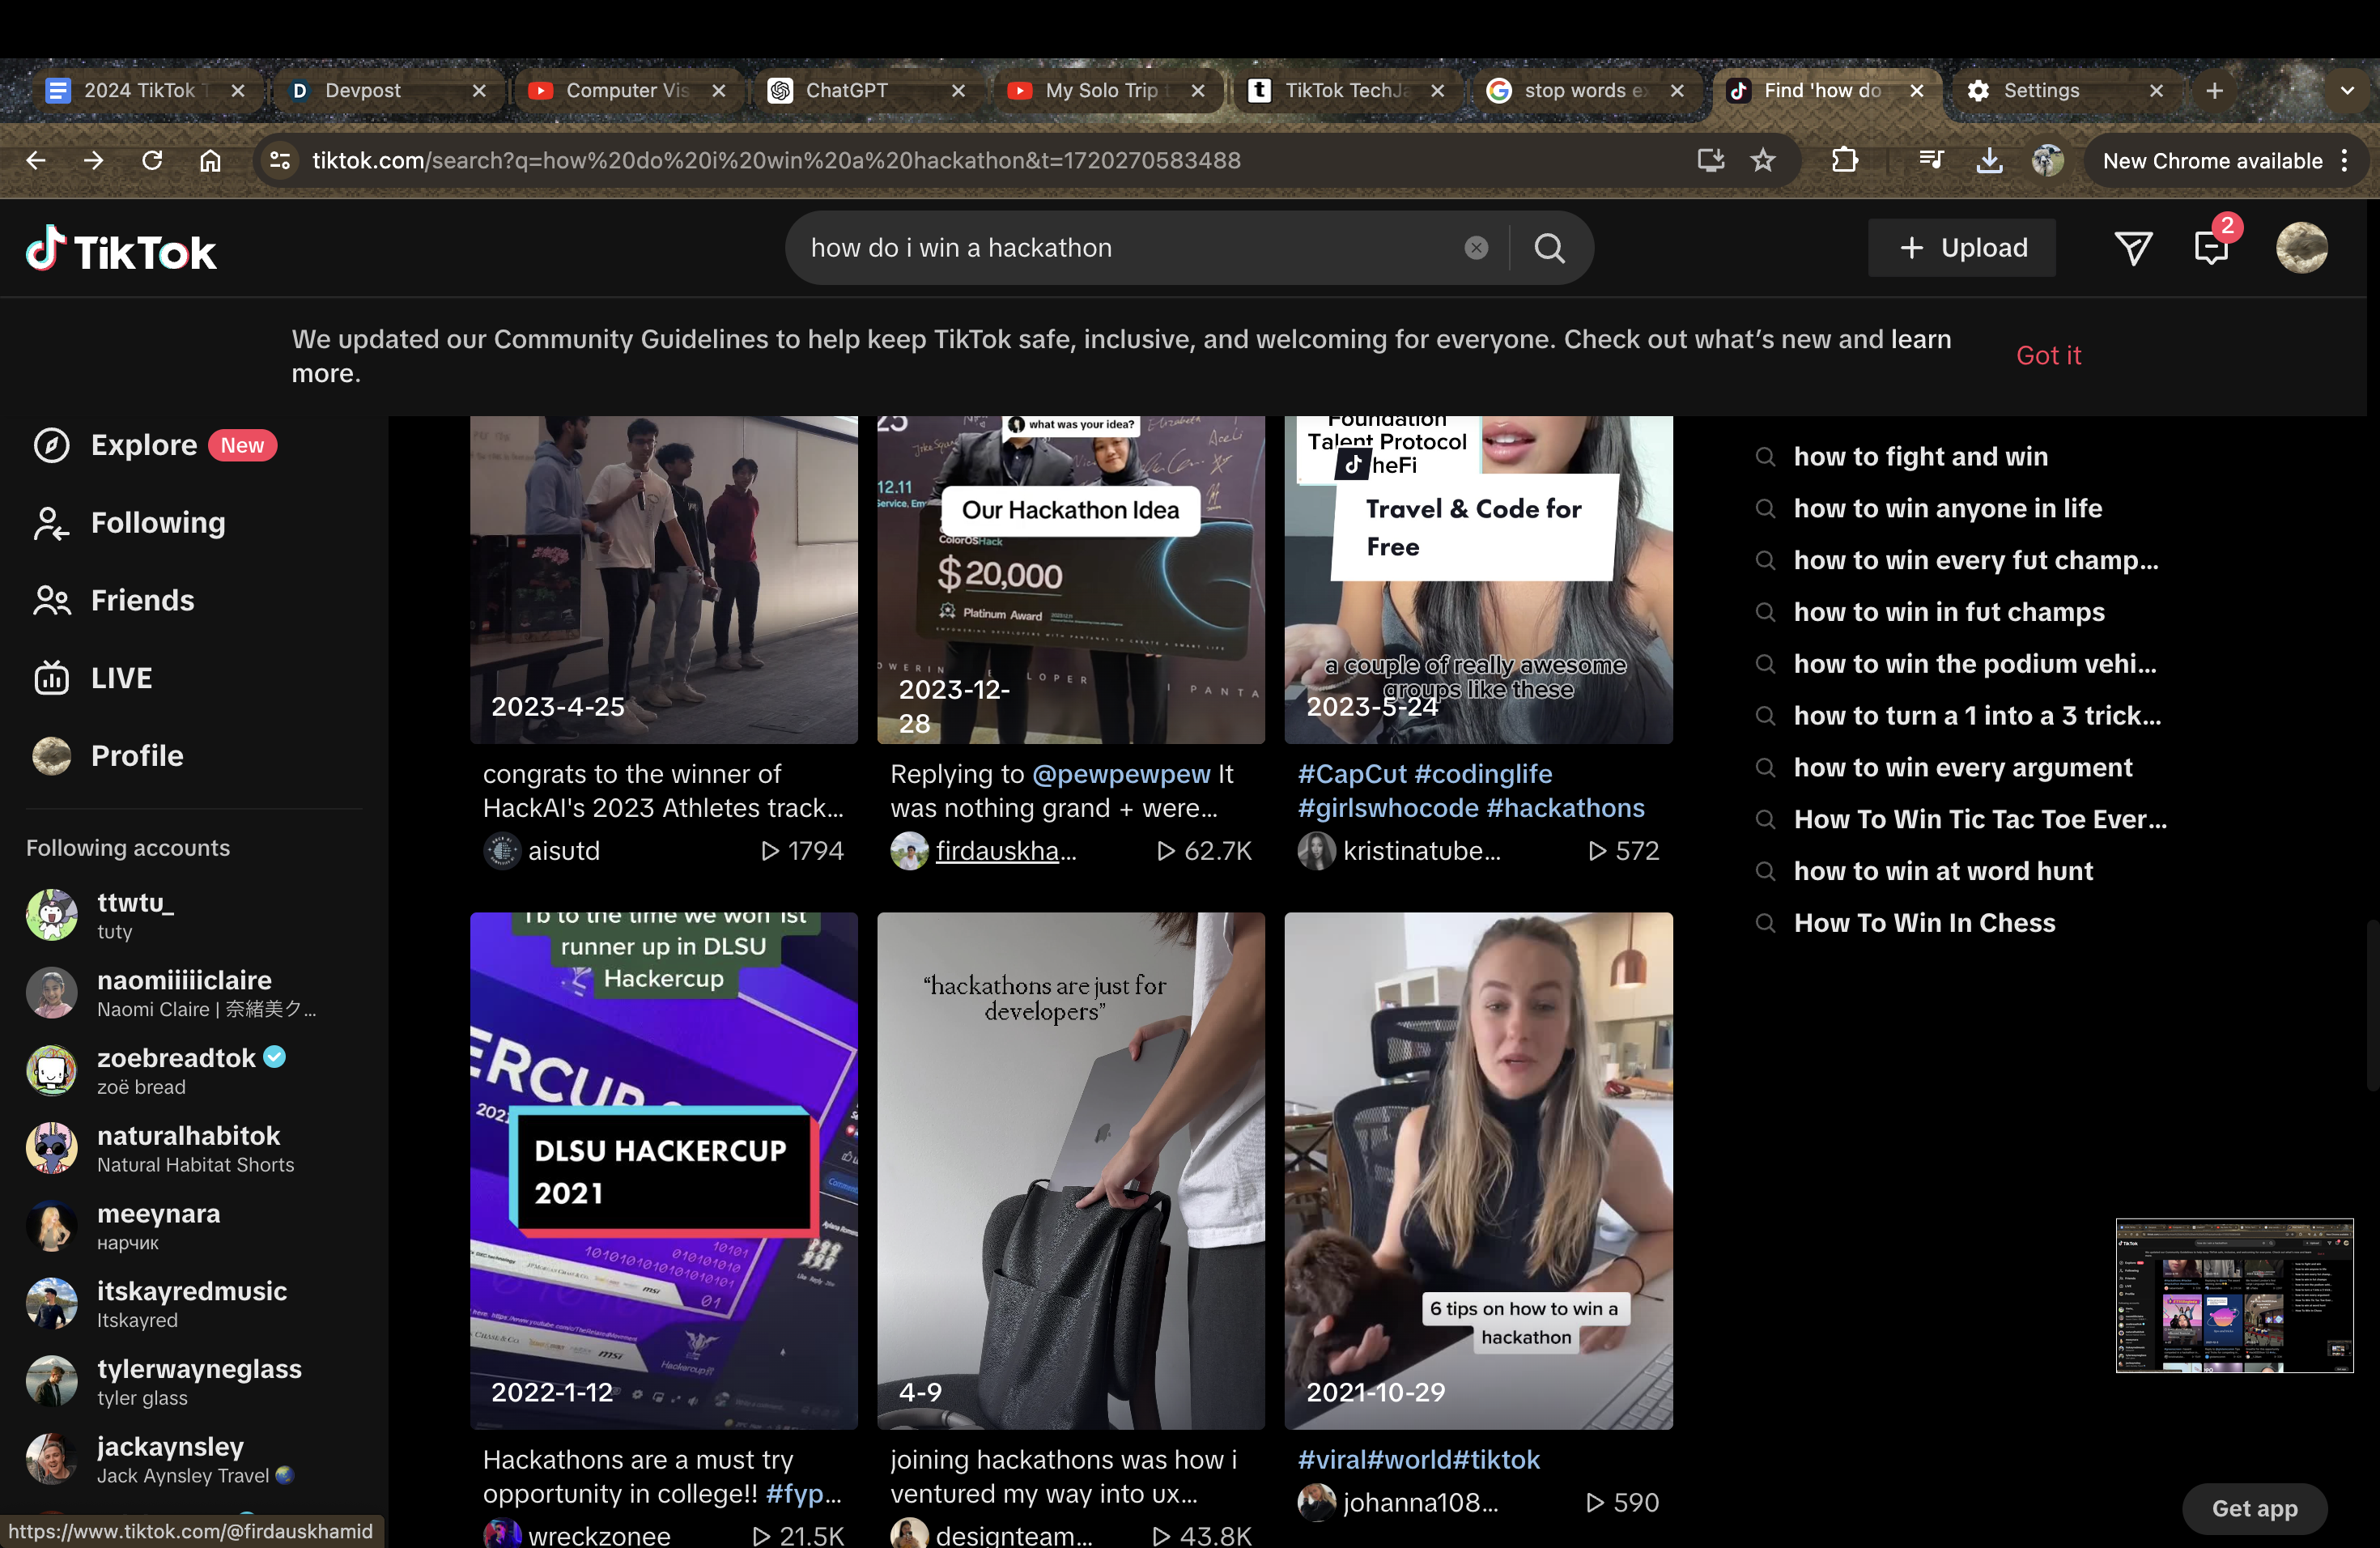 2024 TikTok T
Devpost
Computer Vis
ChatGPT
My Solo Trip t
TikTok TechJa
stop words ex
Find 'how do
Settings
tiktok.com/search?q=how%20do%20i%20win%20a%20hackathon&t=1720270583488
New Chrome available
TikTok
how do i win a hackathon
Upload
2
We updated our Community Guidelines to help keep TikTok safe, inclusive, and welcoming for everyone. Check out what's new and learn
more.
Got it
Explore
New
Following
Friends
LIVE
Profile
Following accounts
ttwtu_
tuty
naomiiiiiclaire
Naomi Claire | 奈緒美ク...
zoebreadtok
zoë bread
naturalhabitok
Natural Habitat Shorts
meeynara
нарчик
itskayredmusic
Itskayred
tylerwayneglass
tyler glass
jackaynsley
Jack Aynsley Travel
https://www.tiktok.com/@firdauskhamid
2023-4-25
congrats to the winner of
HackAI's 2023 Athletes track...
aisutd
1794
what was your idea?
12.11
Our Hackathon Idea
ColorOSHack
$20,000
Platinum Award
2023-12-
28
Replying to @pewpewpew It
was nothing grand + were...
firdauskha...
62.7K
Foundation
Talent Protocol
heFi
Travel & Code for
Free
a couple of really awesome
groups like these
2023-5-24
#CapCut #codinglife
#girlswhocode #hackathons
kristinatube...
572
Tb to the time we won 1st
runner up in DLSU
Hackercup
DLSU HACKERCUP
2021
msi
msi
2022-1-12
Hackathons are a must try
opportunity in college!! #fyp...
wreckzonee
21.5K
“hackathons are just for
developers”
4-9
joining hackathons was how i
ventured my way into ux...
designteam...
43.8K
6 tips on how to win a
hackathon
2021-10-29
#viral#world#tiktok
johanna108...
590
how to fight and win
how to win anyone in life
how to win every fut champ...
how to win in fut champs
how to win the podium vehi...
how to turn a 1 into a 3 trick...
how to win every argument
How To Win Tic Tac Toe Ever...
how to win at word hunt
How To Win In Chess
Get app